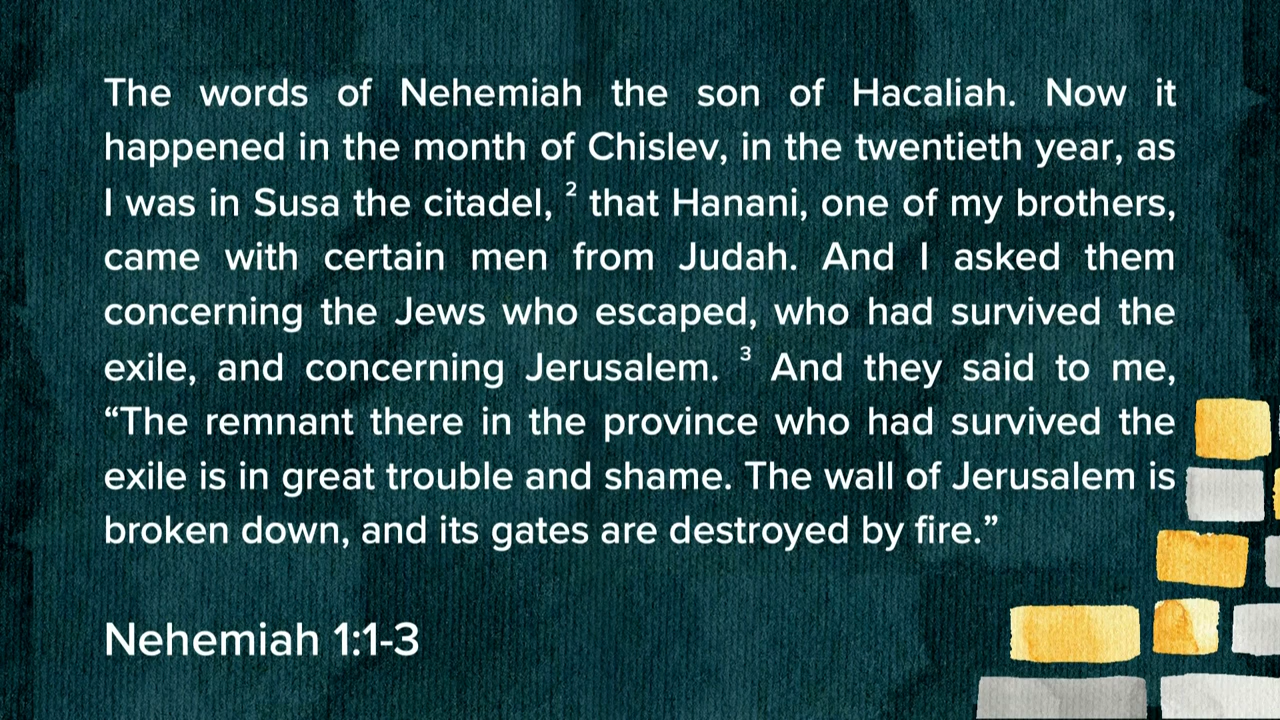 The words of Nehemiah the son of Hacaliah. Now it
happened in the month of Chislev, in the twentieth year, as
I was in Susa the citadel, ² that Hanani, one of my brothers,
came with certain men from Judah. And I asked them
concerning the Jews who escaped, who had survived the
exile, and concerning Jerusalem. ³ And they said to me,
“The remnant there in the province who had survived the
exile is in great trouble and shame. The wall of Jerusalem is
broken down, and its gates are destroyed by fire.”
Nehemiah 1:1-3